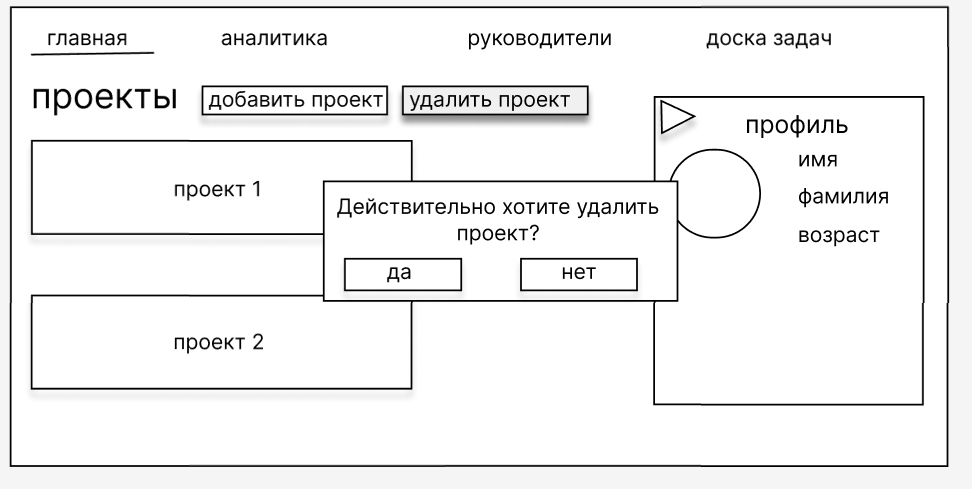 главная
аналитика
руководители
доска задач
проекты
добавить проект
удалить проект
профиль
имя
фамилия
возраст
проект 1
Действительно хотите удалить
проект?
да
нет
проект 2